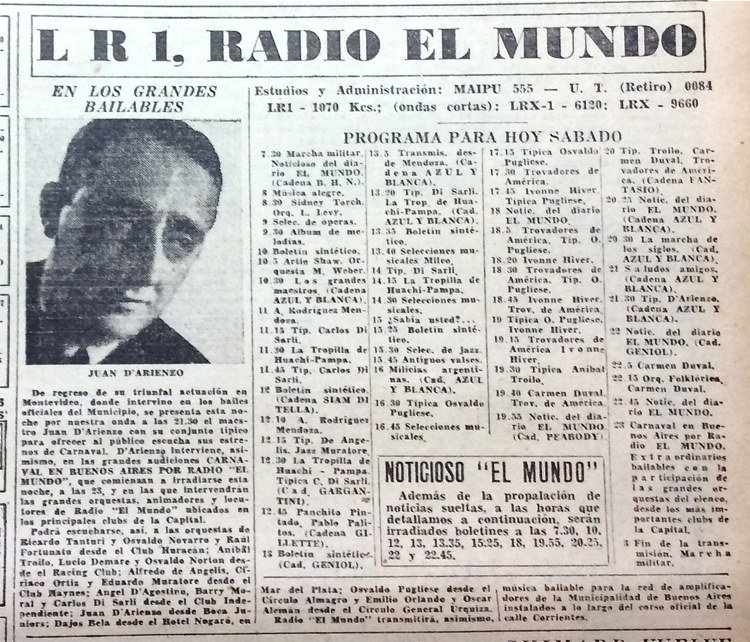 L R 1, RADIO EL MUNDO
EN LOS GRANDES
BAILABLES
JUAN D'ARIENZO
De regreso de su triunfal actuación en
Montevideo, donde intervino en los bailes
oficiales del Municipio, se presenta esta no-
che por nuestra onda a las 21.30 el maes-
tro Juan D'Arienzo con su conjunto típico
para ofrecer al público escucha sus estre-
nos de Carnaval. D'Arienzo interviene, asi-
mismo, en las grandes audiciones CARNA-
VAL EN BUENOS AIRES POR RADIO "EL
MUNDO", que comienzan a irradiarse esta
noche, a las 23, y en las que intervendrán
las grandes orquestas, animadores y locu-
tores de Radio "El Mundo" ubicados en
los principales clubs de la Capital.
Podrá escucharse, así, a las orquestas de
Ricardo Tanturi y Osvaldo Novarro y Raúl
Fortunato desde el Club Huracán; Aníbal
Troilo, Lucio Demare y Osvaldo Norton des-
de el Racing Club; Alfredo de Angelis, Ci-
ríaco Ortiz y Eduardo Muratore desde el
Club Haynes; Angel D'Agostino, Barry Mo-
ral y Carlos Di Sarli desde el Club Inde-
pendiente; Juan D'Arienzo desde Boca Ju-
niors; Dajos Bela desde el Hotel Nogaró, en
Estudios y Administración: MAIPU 555 — U. T. (Retiro) 0084
LR1 - 1070 Kcs.; (ondas cortas): LRX-1 - 6120; LRX - 9660
PROGRAMA PARA HOY SABADO
7.30 Marcha militar.
Noticioso del dia-
rio EL MUNDO.
(Cadena B. H. N.).
8 Música alegre.
8.30 Sidney Torch.
Orq. L. Levy.
9 Selec. de óperas.
9.30 Album de me-
lodías.
10 Boletín sintético.
10.5 Artie Shaw. Or-
questa M. Weber.
10.30 Los grandes
maestros. (Cadena
AZUL Y BLANCA).
11 A. Rodríguez Men-
doza.
11.15 Tip. Carlos Di
Sarli.
11.30 La Tropilla de
Huachi-Pampa.
11.45 Tip. Carlos Di
Sarli.
12 Boletín sintético.
(Cadena SIAM DI
TELLA).
12.10 A. Rodríguez
Mendoza.
12.15 Tip. De Ange-
lis. Jazz Muratore.
12.30 La Tropilla de
Huachi - Pampa.
Típica C. Di Sarli.
(Cad. GARGAN-
TINI).
12.45 Panchito Pin-
tado, Pablo Pali-
tos. (Cadena GI-
LLETTE).
13 Boletín sintético.
(Cad, GENIOL).
13.5 Transmis. des-
de Mendoza. (Ca-
dena AZUL Y
BLANCA).
13.20 Tip. Di Sarli.
La Trop. de Hua-
chi-Pampa. (Cad.
AZUL Y BLANCA).
13.35 Boletín sinté-
tico.
13.40 Selecciones mu-
sicales Mileo.
14 Tip. Di Sarli.
14.15 La Tropilla de
Huachi-Pampa.
14.30 Selecciones mu-
sicales.
15 ¿Sabía usted?...
15.25 Boletín sinté-
tico.
15.30 Selec. de jazz.
15.45 Antiguos valses.
16 Milicias argenti-
nas. (Cad. AZUL
Y BLANCA).
16.30 Típica Osvaldo
Pugliese.
16.45 Selecciones mu-
sicales.
17.15 Típica Osvaldo
Pugliese.
17.30 Trovadores de
América.
17.45 Ivonne Hiver.
Típica Pugliese.
18 Notic. del diario
EL MUNDO.
18.5 Trovadores de
América, Tip. O.
Pugliese.
18.20 Ivonne Hiver.
18.30 Trovadores de
América, Tip. O.
Pugliese.
18.45 Ivonne Hiver.
Trov. de América.
19 Típica O. Pugliese,
Ivonne Hiver.
19.15 Trovadores de
América Ivonne
Hiver.
19.30 Típica Aníbal
Troilo.
19.40 Carmen Duval.
Trov. de América.
19.55 Notic. del dia-
rio EL MUNDO.
(Cad. PEABODY).
20 Tip. Troilo, Car-
men Duval, Tro-
vadores de Améri-
ca. (Cadena FAN-
TASIO)
20.25 Notic. del dia-
rio EL MUNDO.
(Cadena AZUL Y
BLANCA).
20.30 La marcha de
los siglos. (Cad.
AZUL Y BLANCA).
21 Saludos amigos.
(Cadena AZUL Y
BLANCA).
21.30 Tip. D'Arienzo.
(Cadena AZUL Y
BLANCA).
22 Notic. del diario
EL MUNDO. (Cad.
GENIOL).
22.5 Carmen Duval.
22.15 Orq. Folklórica,
Carmen Duval.
22.45 Notic. del dia-
rio EL MUNDO.
23 Carnaval en Bue-
nos Aires por Ra-
dio EL MUNDO.
Extraordinarios
bailables con la
participación de
las grandes or-
questas del elenco,
desde los más im-
portantes clubs de
la Capital.
3 Fin de la trans-
misión. Marcha
militar.
NOTICIOSO "EL MUNDO"
Además de la propalación de
noticias sueltas, a las horas que
detallamos a continuación, serán
irradiados boletines a las 7.30, 10,
12, 13, 13.35, 15.25, 18, 19.55, 20.25,
22 y 22.45.
Mar del Plata; Osvaldo Pugliese desde el
Círculo Almagro y Emilio Orlando y Oscar
Alemán desde el Círculo General Urquiza.
Radio "El Mundo" transmitirá, asimismo,
música bailable para la red de amplifica-
dores de la Municipalidad de Buenos Aires
instalados a lo largo del corso oficial de la
calle Corrientes.